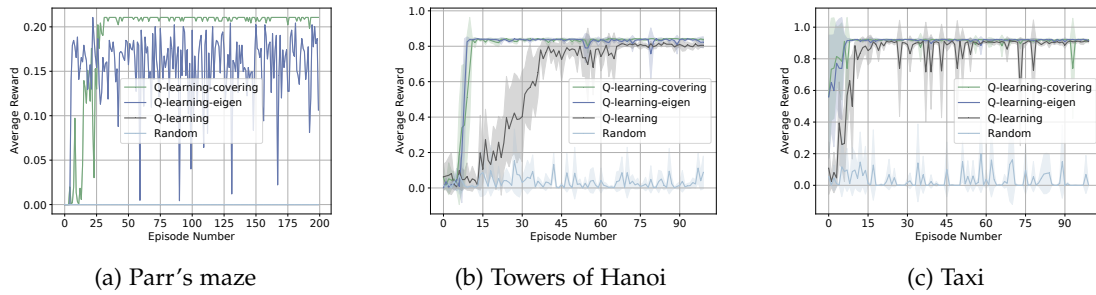 Average Reward
0.20
0.15
0.10
0.05
0.00
Q-learning-covering
Q-learning-eigen
Q-learning
Random
0 25 50 75 100 125 150 175 200
Episode Number
(a) Parr's maze
Average Reward
1.0
0.8
0.6
0.4
0.2
0.0
Q-learning-covering
Q-learning-eigen
Q-learning
Random
0 15 30 45 60 75 90
Episode Number
(b) Towers of Hanoi
Average Reward
1.0
0.8
0.6
0.4
0.2
0.0
Q-learning-covering
Q-learning-eigen
Q-learning
Random
0 15 30 45 60 75 90
Episode Number
(c) Taxi